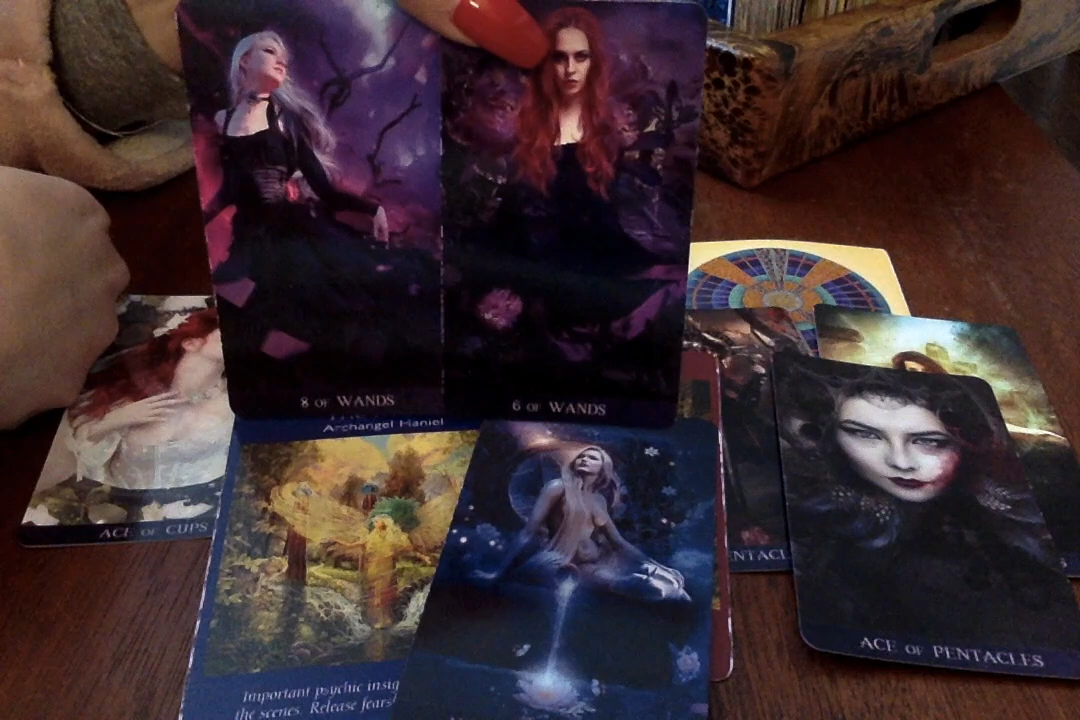 8 OF WANDS
6 OF WANDS
Archangel Haniel
ACE OF CUPS
ENTACL
ACE OF PENTACLES
Important psychic insig
the scenes. Release fears